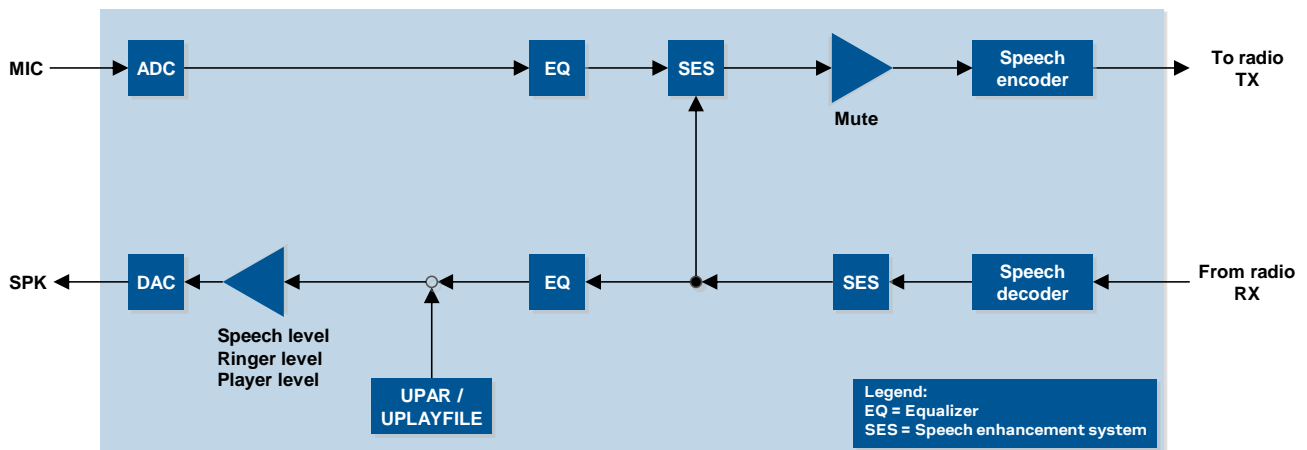 MIC
ADC
EQ
SES
Mute
Speech
encoder
To radio
TX
SPK
DAC
Speech level
Ringer level
Player level
UPAR /
UPLAYFILE
EQ
SES
Speech
decoder
From radio
RX
Legend:
EQ = Equalizer
SES = Speech enhancement system